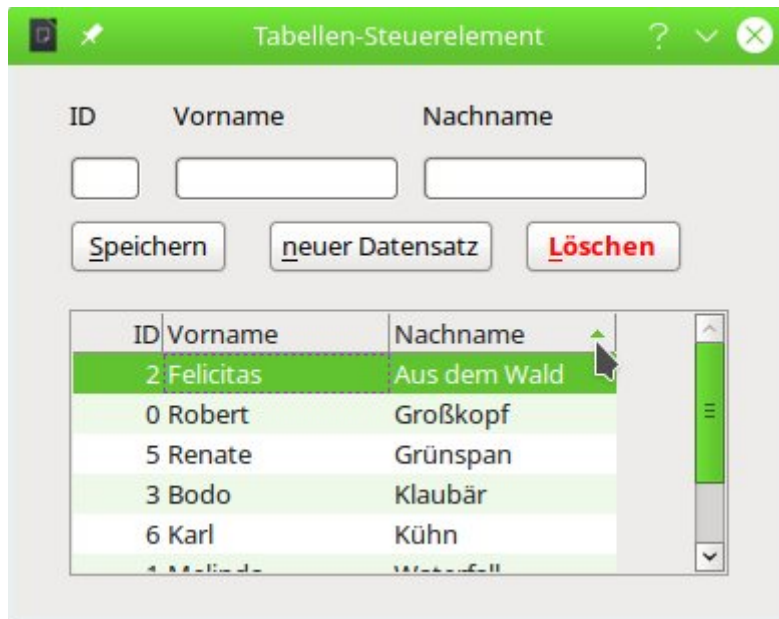 Tabellen-Steuerelement
ID Vorname Nachname
Speichern neuer Datensatz Löschen
ID Vorname Nachname
2 Felicitas Aus dem Wald
0 Robert Großkopf
5 Renate Grünspan
3 Bodo Klaubär
6 Karl Kühn